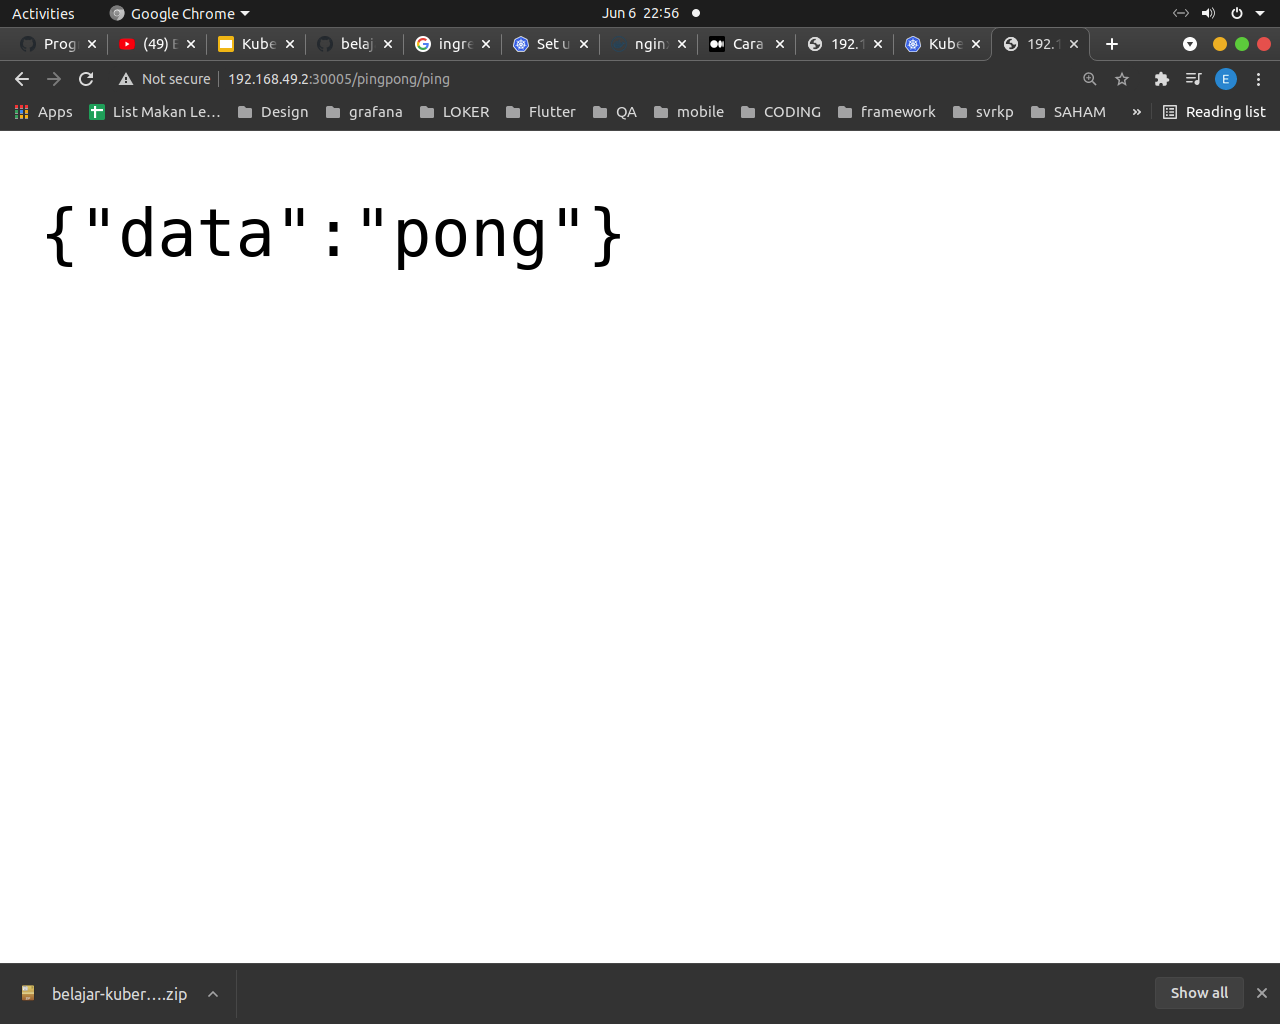 Activities Google Chrome Jun 6 22:56
Prog (49) E Kube belaj ingre Set u nginx Cara 192.1 Kube 192.1
Not secure 192.168.49.2:30005/pingpong/ping E
Apps List Makan Le... Design grafana LOKER Flutter QA mobile CODING framework svrkp SAHAM » Reading list
{"data":"pong"}
belajar-kuber....zip Show all